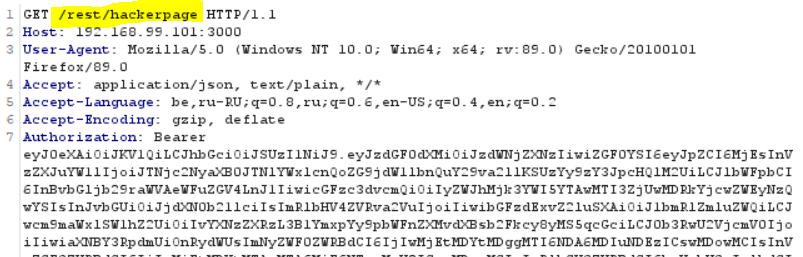 1 GET /rest/hackerpage HTTP/1.1
2 Host: 192.168.99.101:3000
3 User-Agent: Mozilla/5.0 (Windows NT 10.0; Win64; x64; rv:89.0) Gecko/20100101
Firefox/89.0
4 Accept: application/json, text/plain, */*
5 Accept-Language: be,ru-RU;q=0.8,ru;q=0.6,en-US;q=0.4,en;q=0.2
6 Accept-Encoding: gzip, deflate
7 Authorization: Bearer
eyJ0eXAiOiJKV1QiLCJhbGciOiJSUzI1NiJ9.eyJzdGF0dXMiOiJzdWNjZXNzIiwiZGF0YSI6eyJpZCI6MjEsInV
zZXJuYW1lIjoiJTNjc2NyaXB0JTNlYWxlcnQoZG9jdW1lbnQuY29va2llKSUzYy9zY3JpcHQlM2UiLCJlbWFpbCI
6InBvbGljb29raWVAeWFuZGV4LnJ1IiwicGFzc3dvcmQiOiIyZWJhMjk3YWI5YTAwMTI3ZjUwMDRkYjcwZWEyNzQ
wYSIsInJvbGUiOiJjdXN0b21lciIsImRlbHV4ZVRva2VuIjoiIiwibGFzdExvZ2luSXAiOiJ1bmRlZmluZWQiLCJ
wcm9maWxlSW1hZ2UiOiIvYXNzZXRzL3B1YmxpYy9pbWFnZXMvdXBsb2Fkcy8yMS5qcGciLCJ0b3RwU2VjcmV0Ijo
iIiwiaXNBY3RpdmUiOnRydWUsImNyZWF0ZWRBdCI6IjIwMjEtMDYtMDggMTI6NDA6MDIuNDEzICswMDowMCIsInV